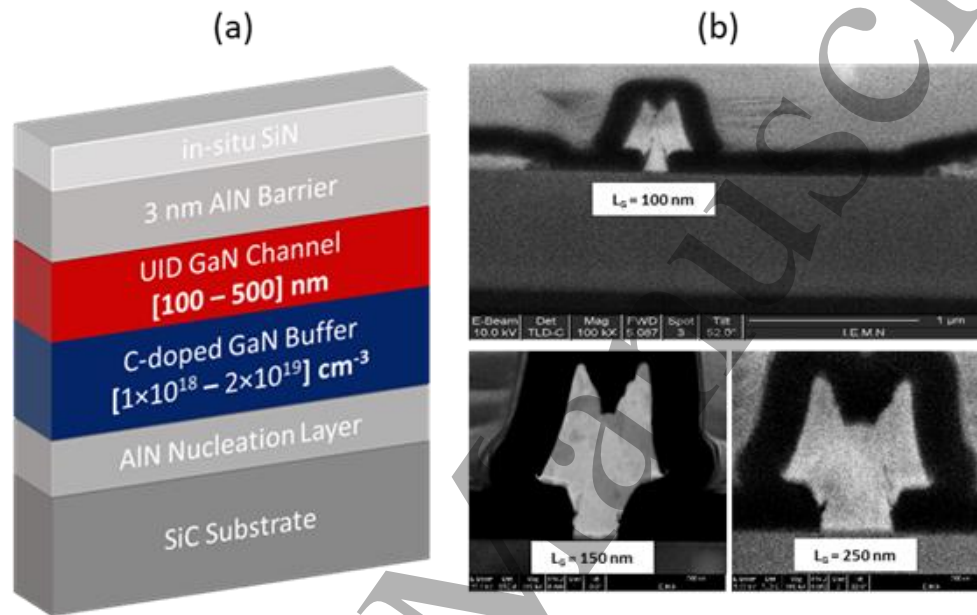 (a)
in-situ SiN
3 nm AlN Barrier
UID GaN Channel
[100 – 500] nm
C-doped GaN Buffer
[1×10¹⁸ – 2×10¹⁹] cm⁻³
AlN Nucleation Layer
SiC Substrate
(b)
L_G = 100 nm
E-Beam Det Mag FWD Spot Tilt 1 µm
10.0 kV TLD-C 100 kX 5.087 3 52.0° I.E.M.N
L_G = 150 nm
L_G = 250 nm